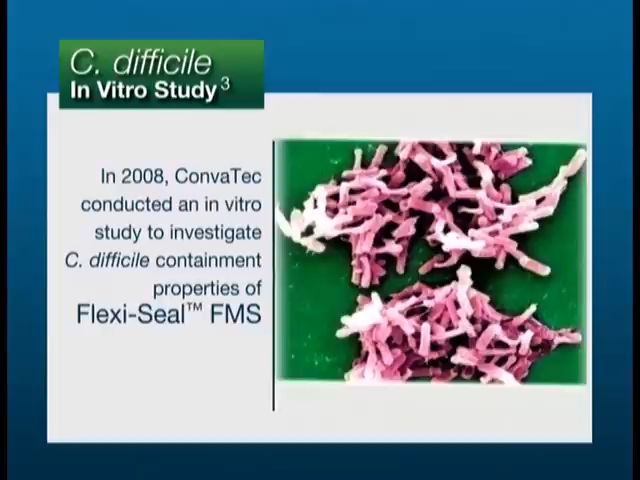 C. difficile
In Vitro Study3
In 2008, ConvaTec
conducted an in vitro
study to investigate
C. difficile containment
properties of
Flexi-Seal™ FMS